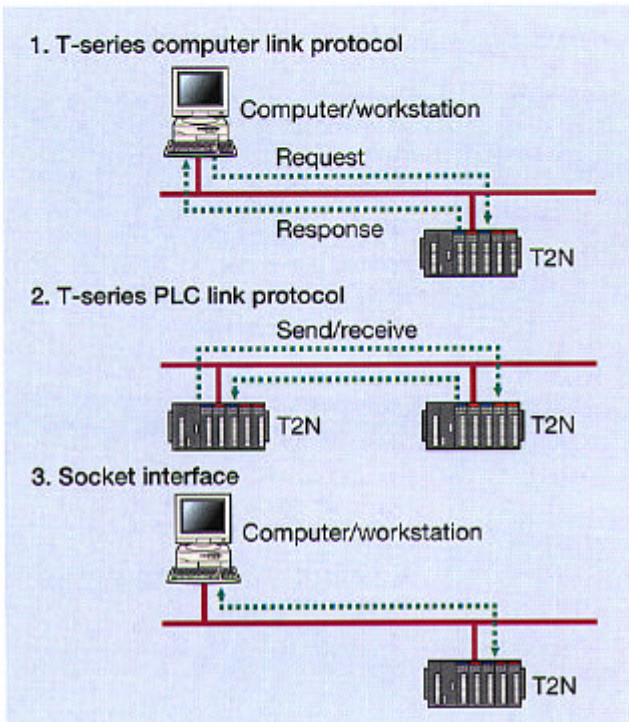 1. T-series computer link protocol
Computer/workstation
Request
Response
T2N
2. T-series PLC link protocol
Send/receive
T2N
T2N
3. Socket interface
Computer/workstation
T2N